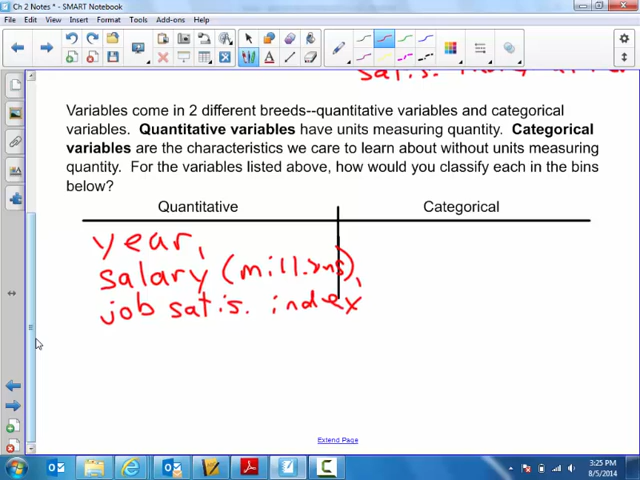 Ch 2 Notes * - SMART Notebook
File Edit View Insert Format Tools Add-ons Help
satis.
Variables come in 2 different breeds--quantitative variables and categorical
variables. Quantitative variables have units measuring quantity. Categorical
variables are the characteristics we care to learn about without units measuring
quantity. For the variables listed above, how would you classify each in the bins
below?
Quantitative Categorical
year,
salary (millions),
job satis. index
Extend Page
3:25 PM
8/5/2014